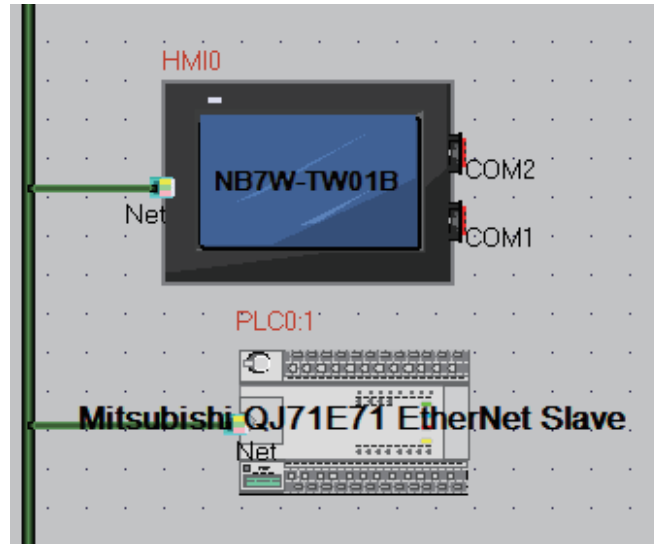 HMI0
NB7W-TW01B
COM2
Net
COM1
PLC0:1
Mitsubishi QJ71E71 EtherNet Slave
Net